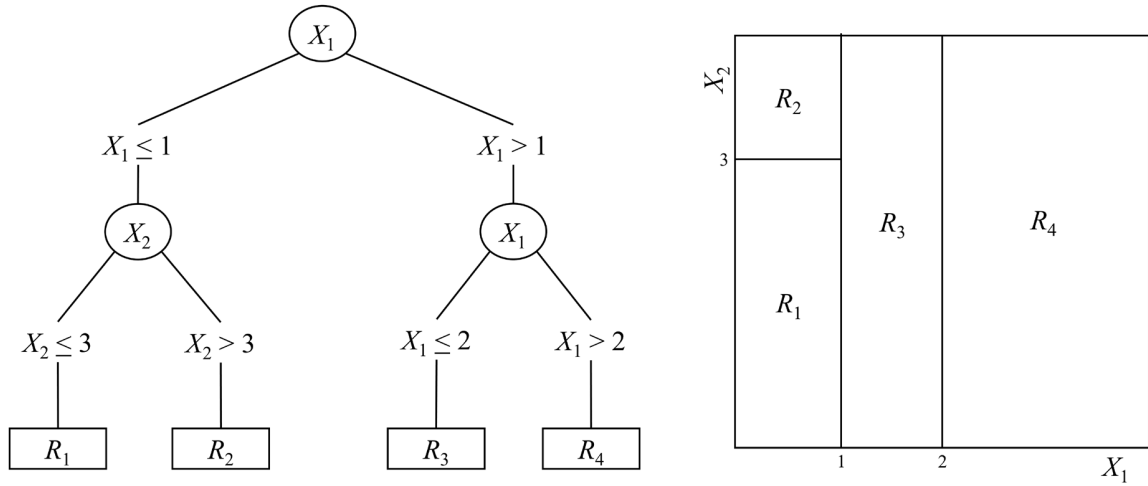 X₁
X₁ ≤ 1
X₁ > 1
X₂
X₁
X₂ ≤ 3
X₂ > 3
X₁ ≤ 2
X₁ > 2
R₁
R₂
R₃
R₄
X₂
R₂
3
R₃
R₄
R₁
1
2
X₁